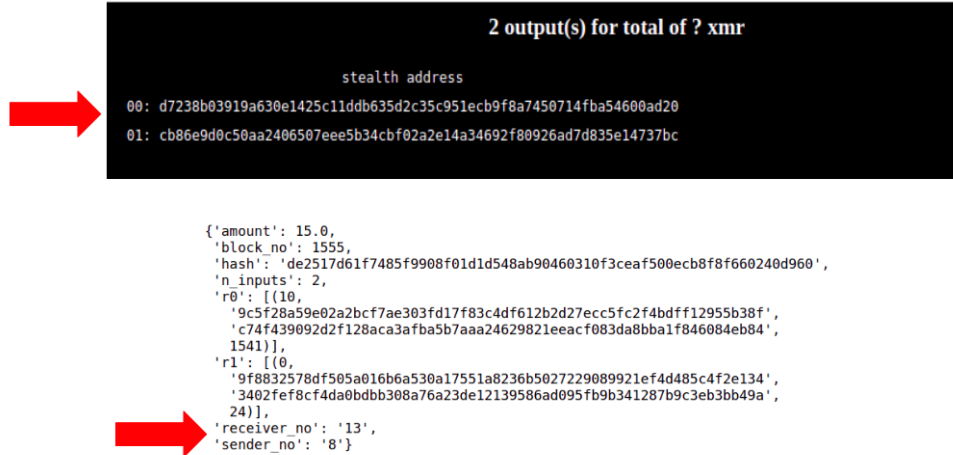 2 output(s) for total of ? xmr
stealth address
00: d7238b03919a630e1425c11ddb635d2c35c951ecb9f8a7450714fba54600ad20
01: cb86e9d0c50aa2406507eee5b34cbf02a2e14a34692f80926ad7d835e14737bc
{'amount': 15.0,
'block_no': 1555,
'hash': 'de2517d61f7485f9908f01d1d548ab90460310f3ceaf500ecb8f8f660240d960',
'n_inputs': 2,
'r0': [(10,
'9c5f28a59e02a2bcf7ae303fd17f83c4df612b2d27ecc5fc2f4bdff12955b38f',
'c74f439092d2f128aca3afba5b7aaa24629821eeacf083da8bba1f846084eb84',
1541)],
'r1': [(0,
'9f8832578df505a016b6a530a17551a8236b5027229089921ef4d485c4f2e134',
'3402fef8cf4da0bdbb308a76a23de12139586ad095fb9b341287b9c3eb3bb49a',
24)],
'receiver_no': '13',
'sender_no': '8'}